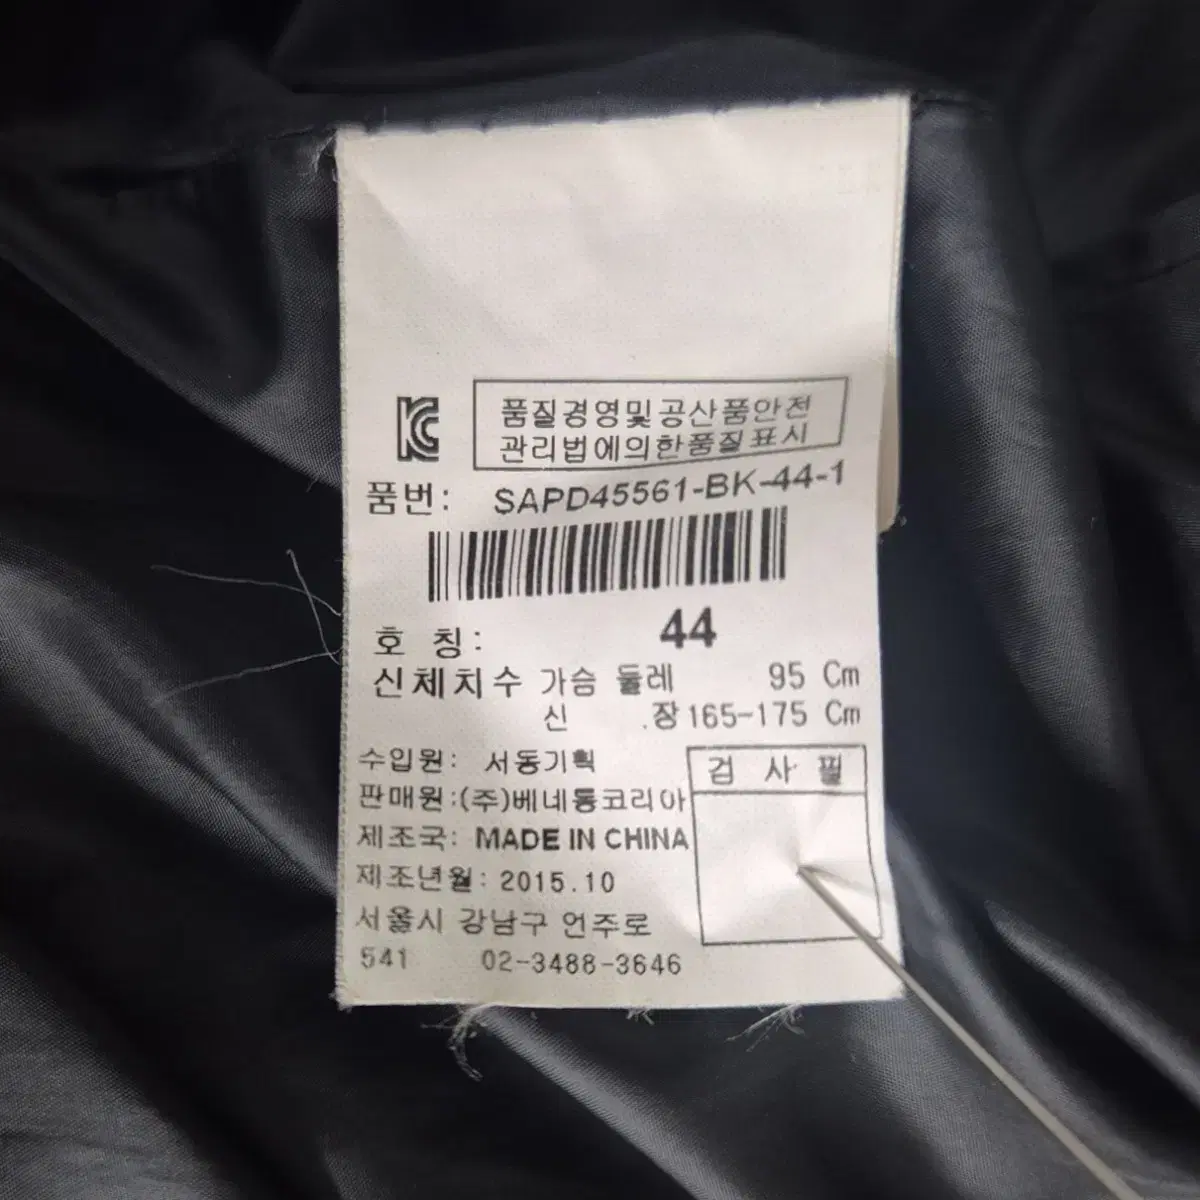 KC
품질경영및공산품안전
관리법에의한품질표시
품번: SAPD45561-BK-44-1
호 칭: 44
신체치수 가슴 둘레 95 Cm
신 장 165-175 Cm
수입원: 서동기획
검 사 필
판매원:(주)베네통코리아
제조국: MADE IN CHINA
제조년월: 2015.10
서울시 강남구 언주로
541 02-3488-3646